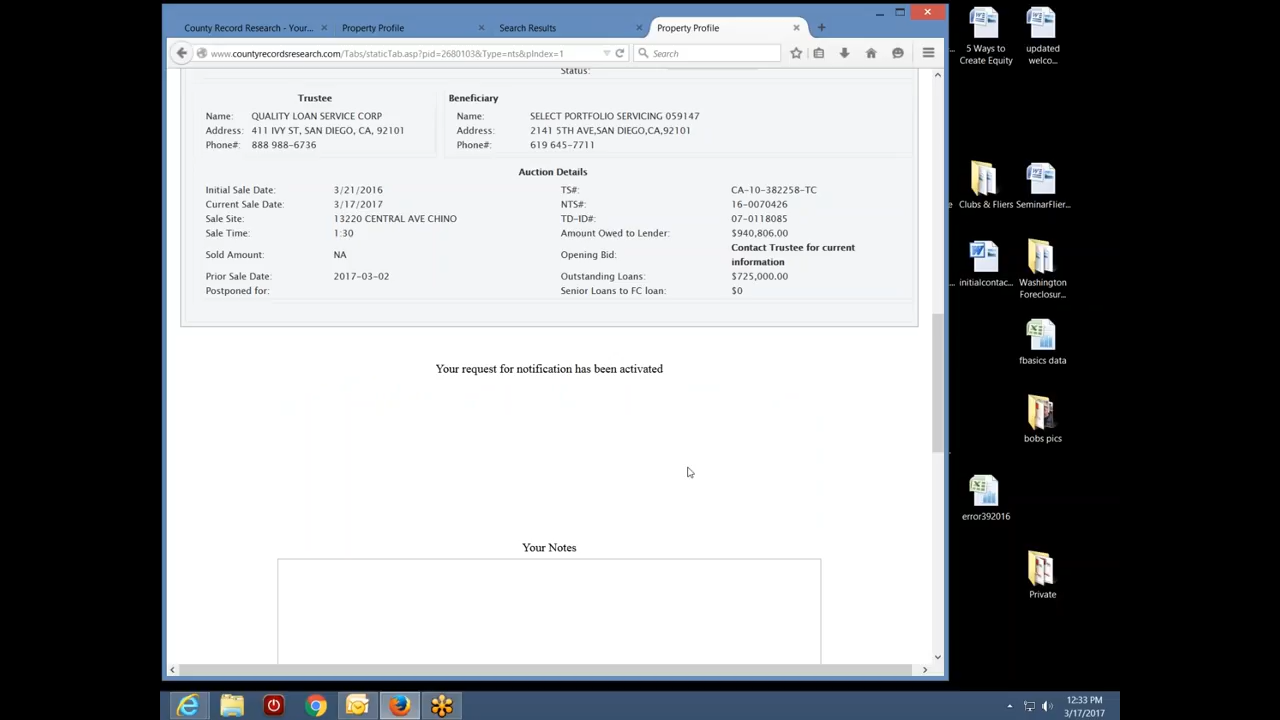 County Record Research - Your...
Property Profile
Search Results
Property Profile
www.countyrecordsresearch.com/Tabs/staticTab.asp?pid=2680103&Type=nts&pIndex=1
Search
Status:
Trustee
Beneficiary
Name: QUALITY LOAN SERVICE CORP
Name: SELECT PORTFOLIO SERVICING 059147
Address: 411 IVY ST, SAN DIEGO, CA, 92101
Address: 2141 5TH AVE,SAN DIEGO,CA,92101
Phone#: 888 988-6736
Phone#: 619 645-7711
Auction Details
Initial Sale Date: 3/21/2016 TS#: CA-10-382258-TC
Current Sale Date: 3/17/2017 NTS#: 16-0070426
Sale Site: 13220 CENTRAL AVE CHINO TD-ID#: 07-0118085
Sale Time: 1:30 Amount Owed to Lender: $940,806.00
Sold Amount: NA Opening Bid: Contact Trustee for current
information
Prior Sale Date: 2017-03-02 Outstanding Loans: $725,000.00
Postponed for: Senior Loans to FC loan: $0
Your request for notification has been activated
Your Notes
5 Ways to
Create Equity
updated
welco...
Clubs & Fliers
SeminarFlier...
initialcontac...
Washington
Foreclosur...
fbasics data
bobs pics
error392016
Private
12:33 PM
3/17/2017